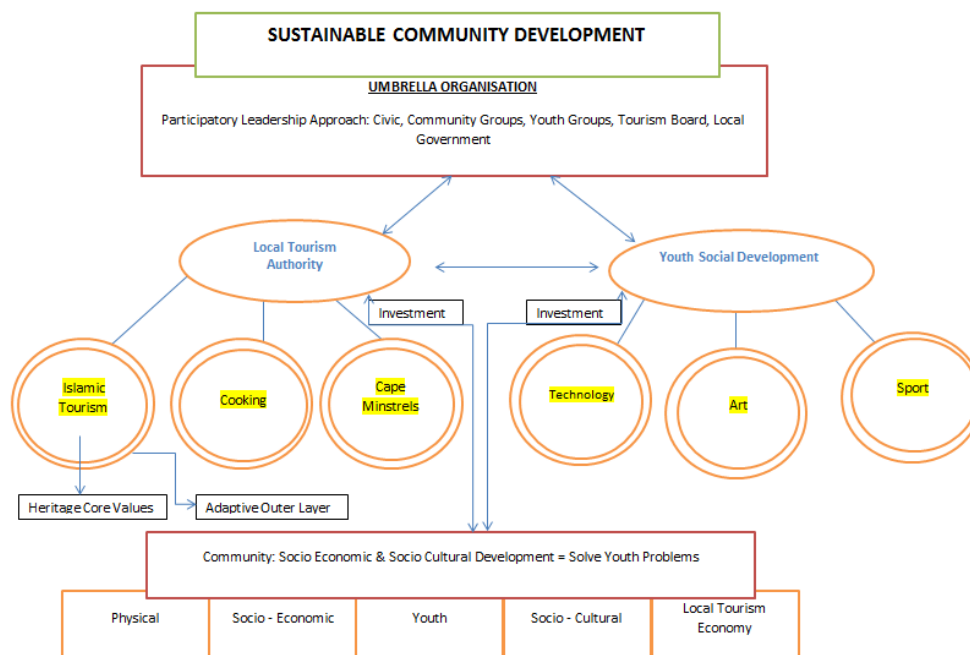 SUSTAINABLE COMMUNITY DEVELOPMENT
UMBRELLA ORGANISATION
Participatory Leadership Approach: Civic, Community Groups, Youth Groups, Tourism Board, Local
Government
Local Tourism
Authority
Youth Social Development
Investment
Investment
Islamic
Tourism
Cooking
Cape
Minstrels
Technology
Art
Sport
Heritage Core Values
Adaptive Outer Layer
Community: Socio Economic & Socio Cultural Development = Solve Youth Problems
Physical
Socio - Economic
Youth
Socio - Cultural
Local Tourism
Economy